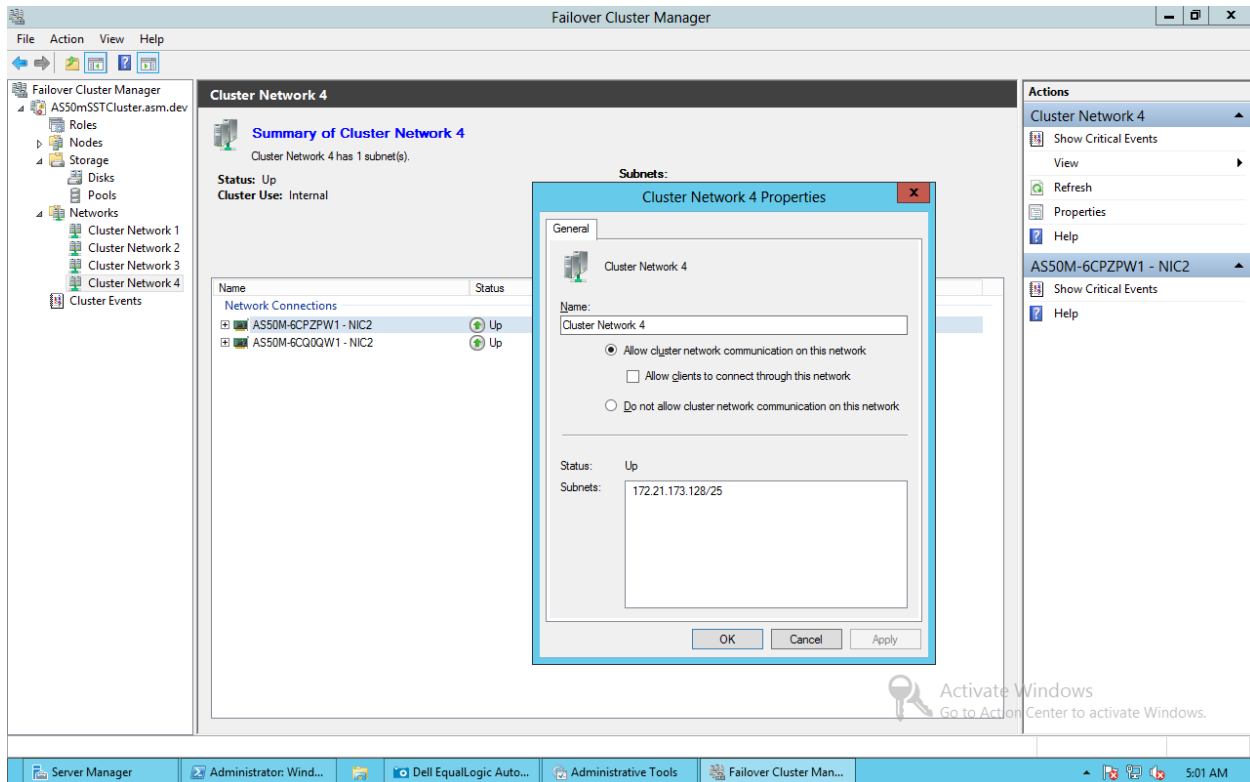 Failover Cluster Manager
File Action View Help
Failover Cluster Manager
AS50mSSTCluster.asm.dev
Roles
Nodes
Storage
Disks
Pools
Networks
Cluster Network 1
Cluster Network 2
Cluster Network 3
Cluster Network 4
Cluster Events
Cluster Network 4
Summary of Cluster Network 4
Cluster Network 4 has 1 subnet(s).
Status: Up
Cluster Use: Internal
Subnets:
Name Status
Network Connections
AS50M-6CPZPW1 - NIC2 Up
AS50M-6CQ0QW1 - NIC2 Up
Cluster Network 4 Properties
General
Cluster Network 4
Name:
Cluster Network 4
Allow cluster network communication on this network
Allow clients to connect through this network
Do not allow cluster network communication on this network
Status: Up
Subnets: 172.21.173.128/25
OK Cancel Apply
Actions
Cluster Network 4
Show Critical Events
View
Refresh
Properties
Help
AS50M-6CPZPW1 - NIC2
Show Critical Events
Help
Activate Windows
Go to Action Center to activate Windows.
Server Manager Administrator: Wind... Dell EqualLogic Auto... Administrative Tools Failover Cluster Man... 5:01 AM